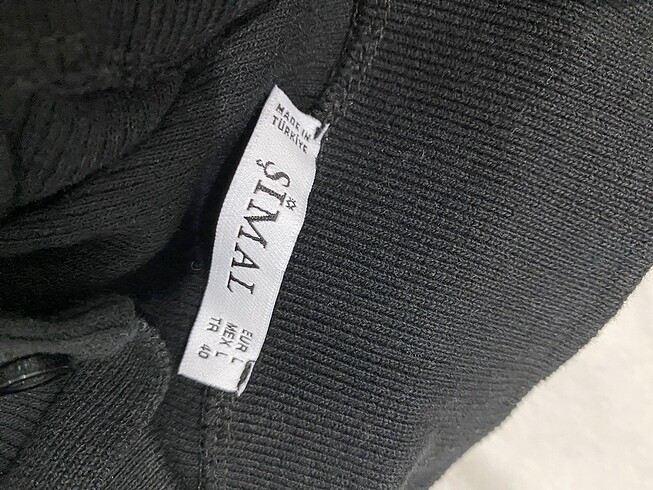 MADE IN
TÜRKİYE
ŞİMAL
EUR L
MEX L
TR 40